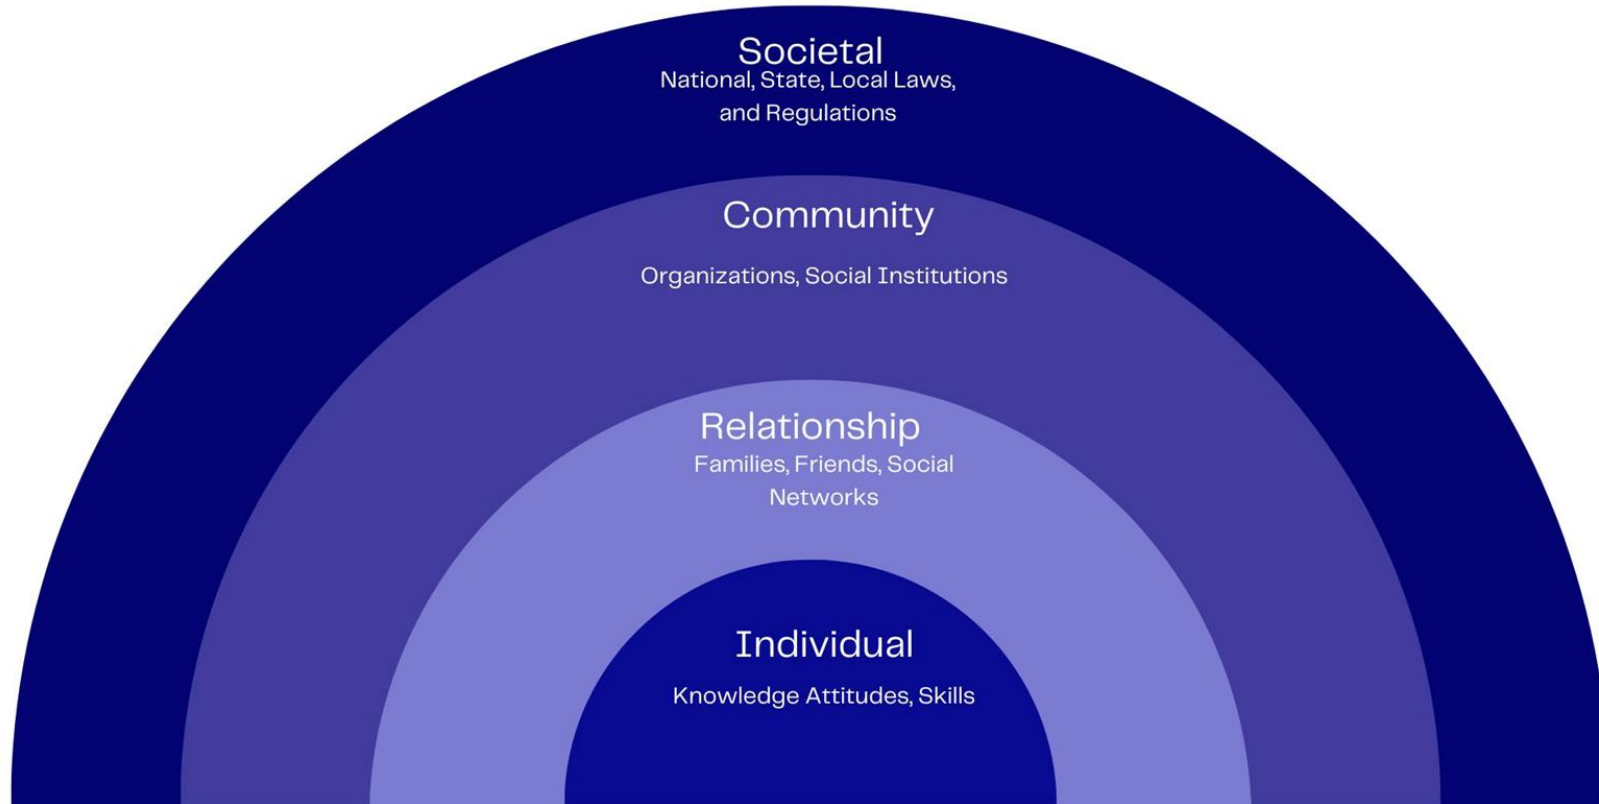 Societal
National, State, Local Laws,
and Regulations
Community
Organizations, Social Institutions
Relationship
Families, Friends, Social
Networks
Individual
Knowledge Attitudes, Skills